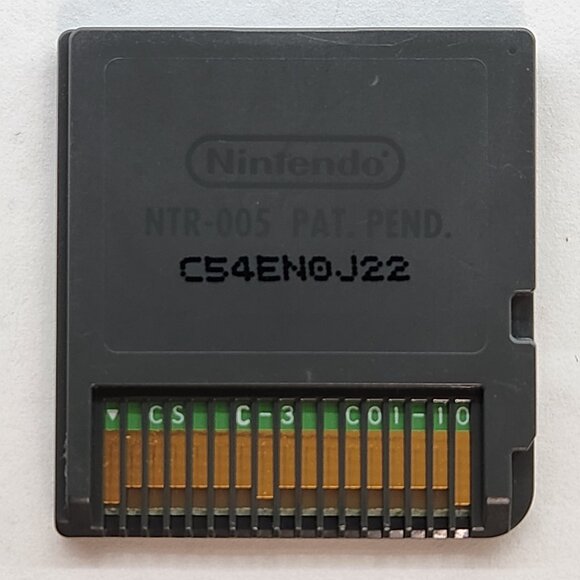 Nintendo®
NTR-005 PAT. PEND.
C54EN0J22
▼ CS C-3 C01-10